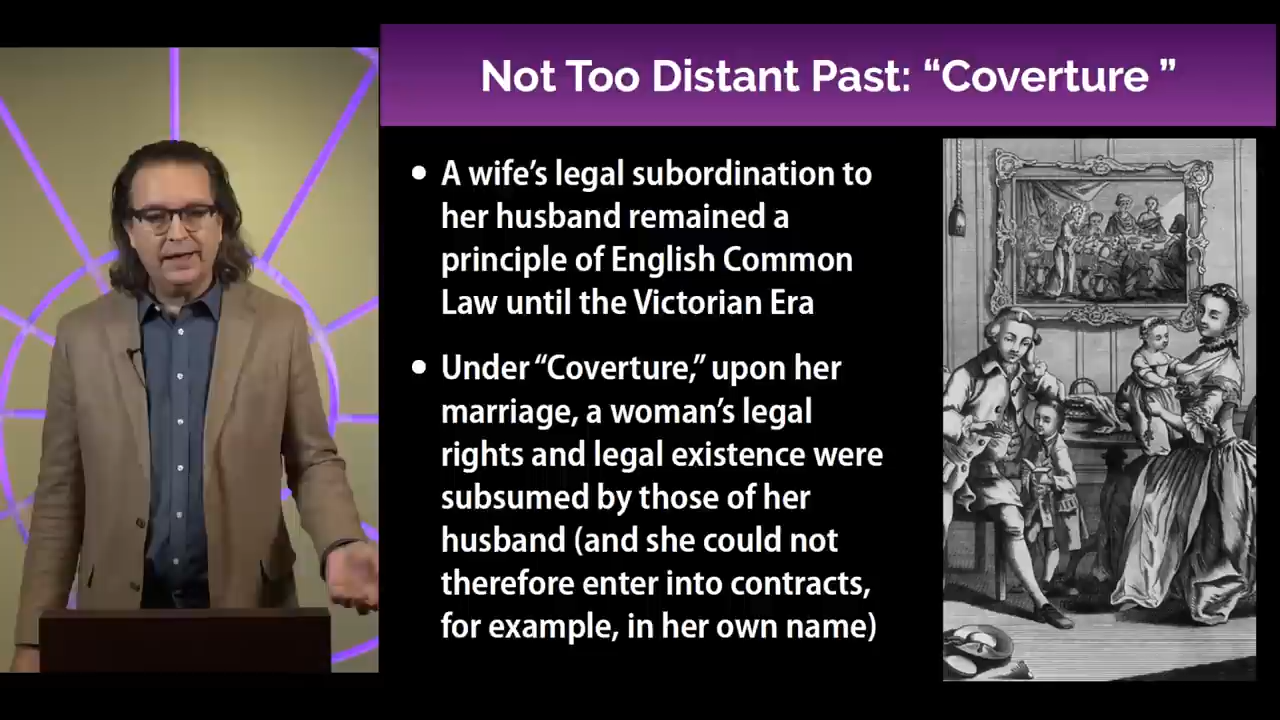 Not Too Distant Past: “Coverture ”
• A wife’s legal subordination to
her husband remained a
principle of English Common
Law until the Victorian Era
• Under “Coverture,” upon her
marriage, a woman’s legal
rights and legal existence were
subsumed by those of her
husband (and she could not
therefore enter into contracts,
for example, in her own name)